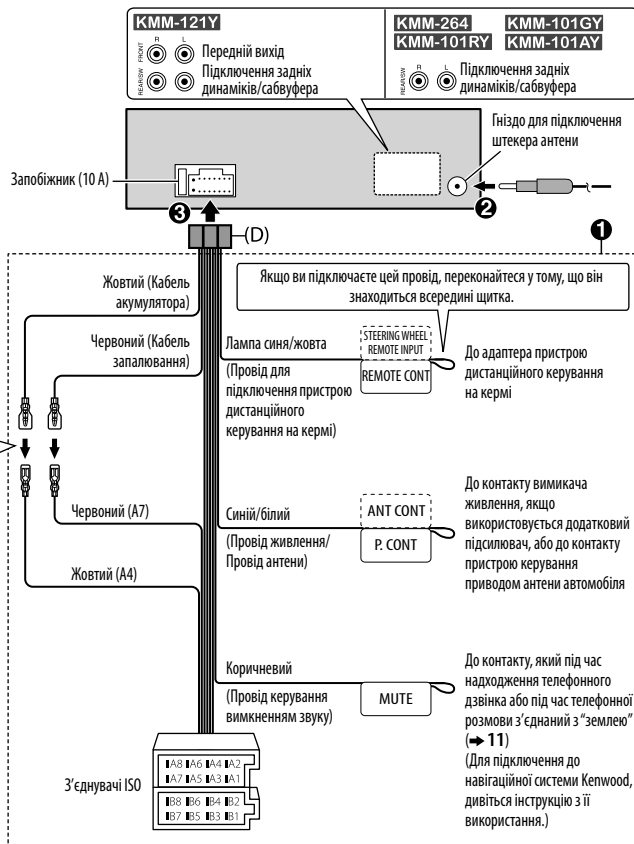 KMM-121Y
FRONT
R
L
Передній вихід
REAR/SW
Підключення задніх
динаміків/сабвуфера
KMM-264
KMM-101GY
KMM-101RY
KMM-101AY
REAR/SW
R
L
Підключення задніх
динаміків/сабвуфера
Гніздо для підключення
штекера антени
Запобіжник (10 A)
3
2
(D)
1
Якщо ви підключаєте цей провід, переконайтеся у тому, що він
знаходиться всередині щитка.
Жовтий (Кабель
акумулятора)
Червоний (Кабель
запалювання)
Лампа синя/жовта
(Провід для
підключення пристрою
дистанційного
керування на кермі)
STEERING WHEEL
REMOTE INPUT
REMOTE CONT
До адаптера пристрою
дистанційного керування
на кермі
Червоний (A7)
Жовтий (A4)
Синій/білий
(Провід живлення/
Провід антени)
ANT CONT
P. CONT
До контакту вимикача
живлення, якщо
використовується додатковий
підсилювач, або до контакту
пристрою керування
приводом антени автомобіля
Коричневий
(Провід керування
вимкненням звуку)
MUTE
До контакту, який під час
надходження телефонного
дзвінка або під час телефонної
розмови з’єднаний з “землею”
(➡ 11)
(Для підключення до
навігаційної системи Kenwood,
дивіться інструкцію з її
використання.)
З’єднувачі ISO
A8 A6 A4 A2
A7 A5 A3 A1
B8 B6 B4 B2
B7 B5 B3 B1